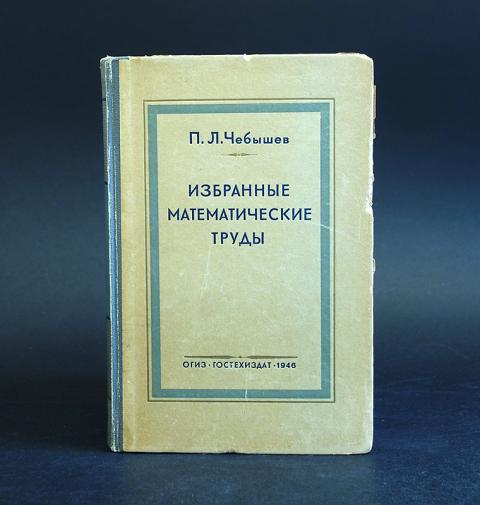 П. Л. Чебышев
ИЗБРАННЫЕ
МАТЕМАТИЧЕСКИЕ
ТРУДЫ
ОГИЗ · ГОСТЕХИЗДАТ · 1946